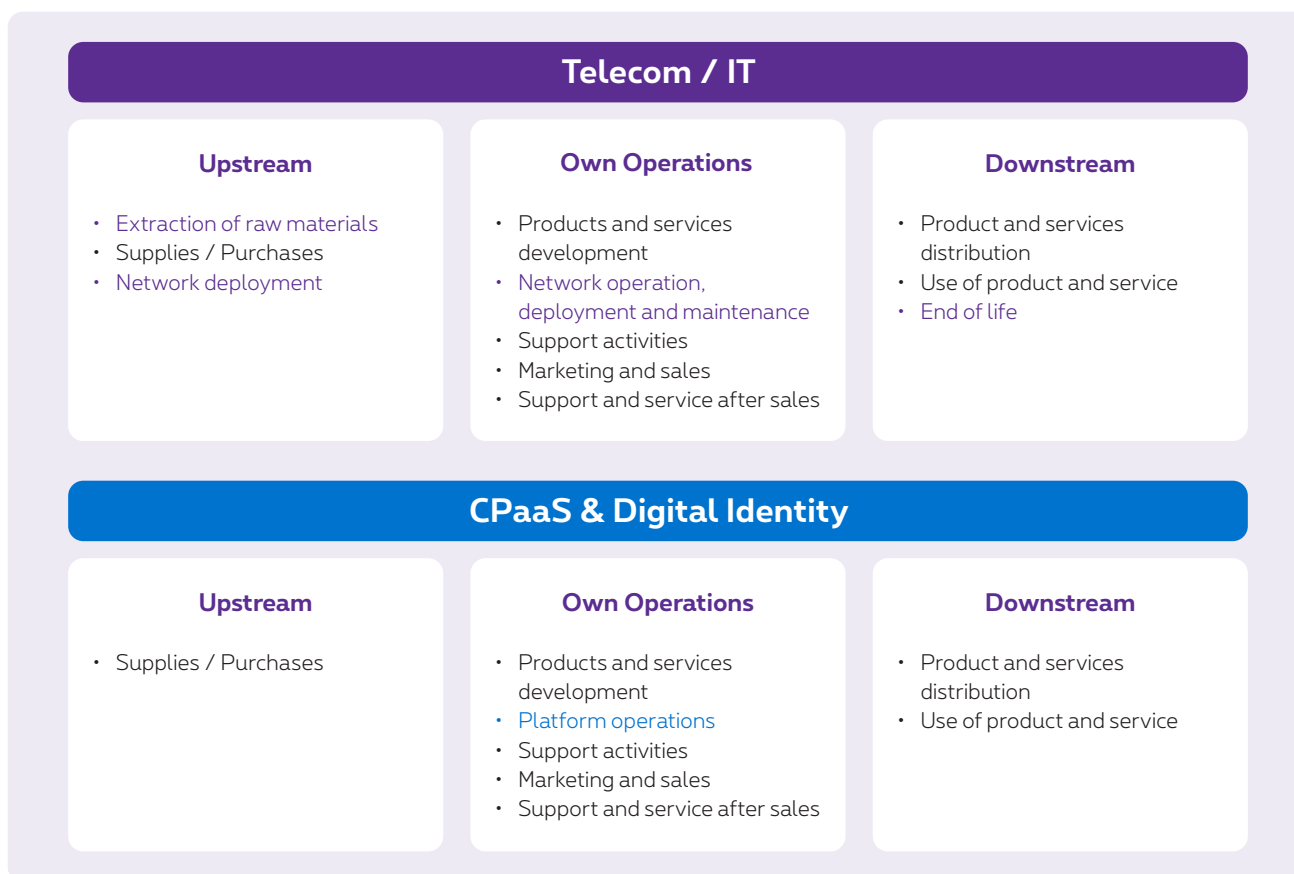 Telecom / IT
Upstream
• Extraction of raw materials
• Supplies / Purchases
• Network deployment
Own Operations
• Products and services
development
• Network operation,
deployment and maintenance
• Support activities
• Marketing and sales
• Support and service after sales
Downstream
• Product and services
distribution
• Use of product and service
• End of life
CPaaS & Digital Identity
Upstream
• Supplies / Purchases
Own Operations
• Products and services
development
• Platform operations
• Support activities
• Marketing and sales
• Support and service after sales
Downstream
• Product and services
distribution
• Use of product and service